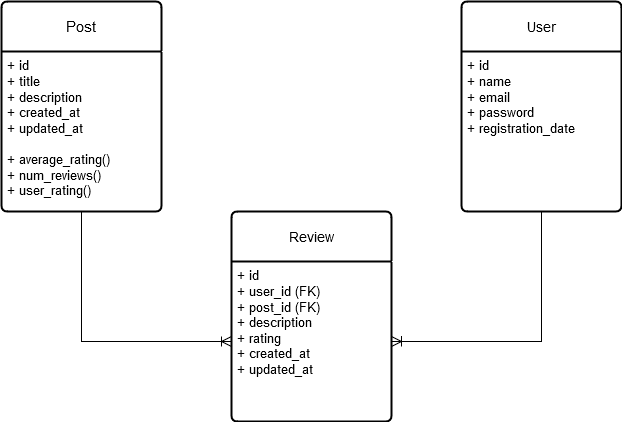 Post
+ id
+ title
+ description
+ created_at
+ updated_at
+ average_rating()
+ num_reviews()
+ user_rating()
User
+ id
+ name
+ email
+ password
+ registration_date
Review
+ id
+ user_id (FK)
+ post_id (FK)
+ description
+ rating
+ created_at
+ updated_at